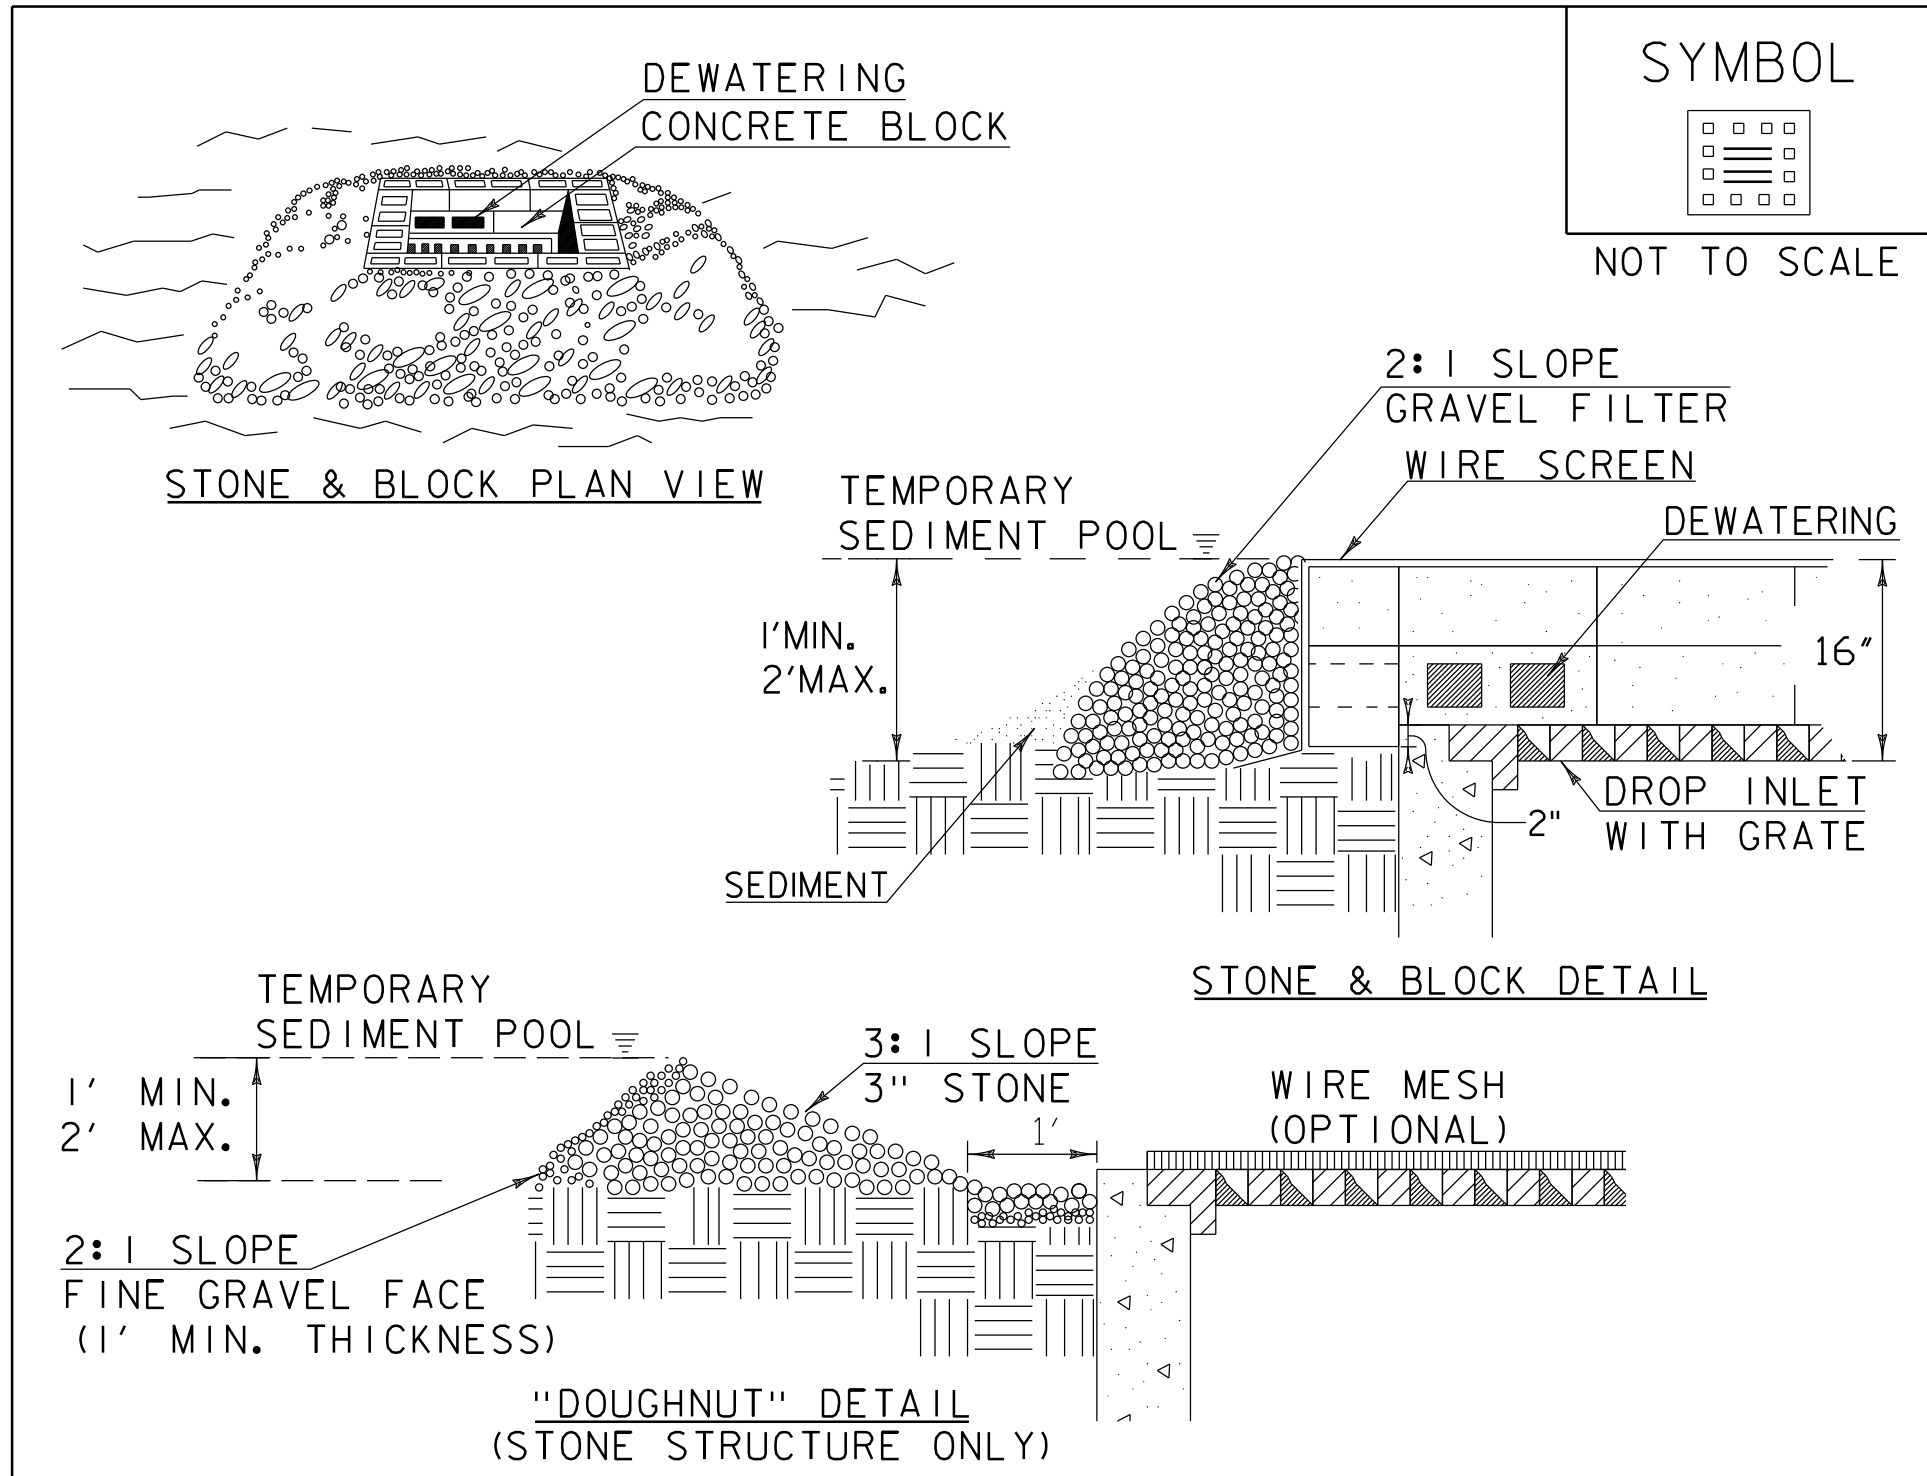 DEWATERING
CONCRETE BLOCK
SYMBOL
NOT TO SCALE
STONE & BLOCK PLAN VIEW
2:1 SLOPE
GRAVEL FILTER
WIRE SCREEN
DEWATERING
TEMPORARY
SEDIMENT POOL
1'MIN.
2'MAX.
16"
DROP INLET
WITH GRATE
2"
SEDIMENT
STONE & BLOCK DETAIL
TEMPORARY
SEDIMENT POOL
1' MIN.
2' MAX.
3:1 SLOPE
3" STONE
1'
WIRE MESH
(OPTIONAL)
2:1 SLOPE
FINE GRAVEL FACE
(1' MIN. THICKNESS)
"DOUGHNUT" DETAIL
(STONE STRUCTURE ONLY)